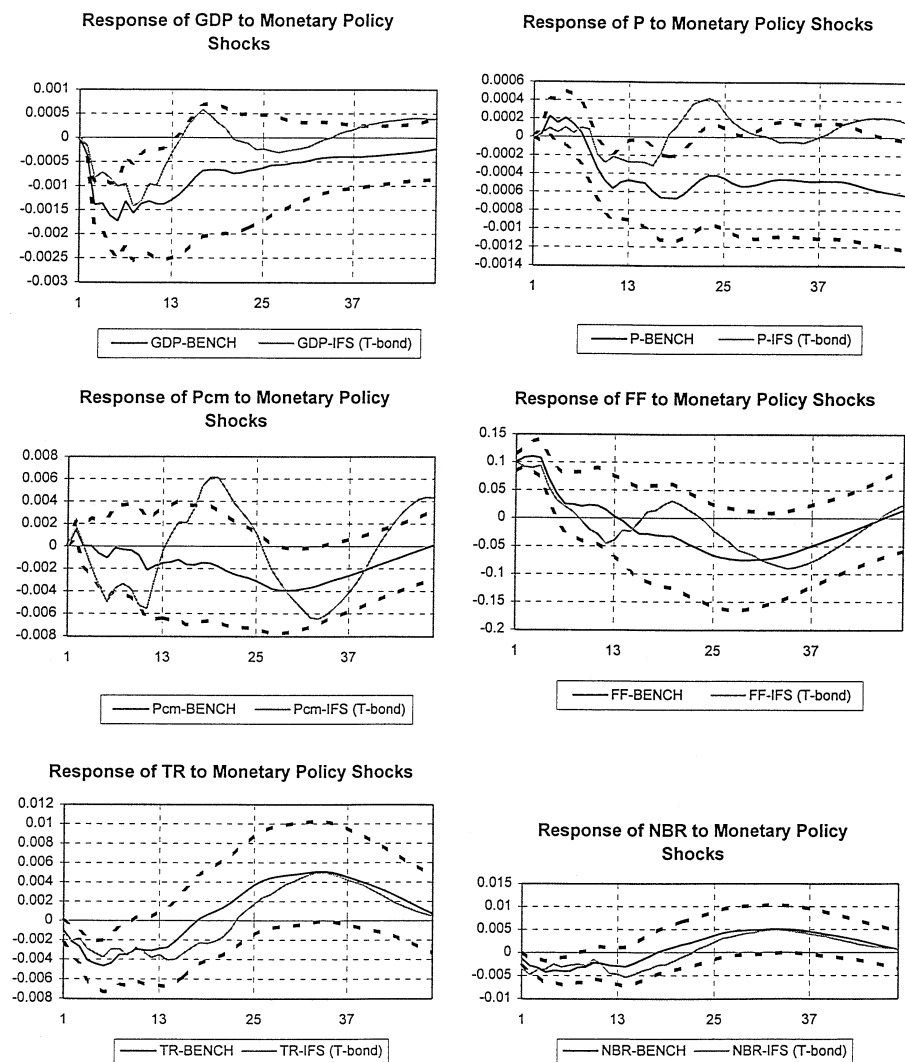 Response of GDP to Monetary Policy
Shocks
0.001
0.0005
0
-0.0005
-0.001
-0.0015
-0.002
-0.0025
-0.003
1 13 25 37
GDP-BENCH GDP-IFS (T-bond)
Response of P to Monetary Policy Shocks
0.0006
0.0004
0.0002
0
-0.0002
-0.0004
-0.0006
-0.0008
-0.001
-0.0012
-0.0014
1 13 25 37
P-BENCH P-IFS (T-bond)
Response of Pcm to Monetary Policy
Shocks
0.008
0.006
0.004
0.002
0
-0.002
-0.004
-0.006
-0.008
1 13 25 37
Pcm-BENCH Pcm-IFS (T-bond)
Response of FF to Monetary Policy Shocks
0.15
0.1
0.05
0
-0.05
-0.1
-0.15
-0.2
1 13 25 37
FF-BENCH FF-IFS (T-bond)
Response of TR to Monetary Policy Shocks
0.012
0.01
0.008
0.006
0.004
0.002
0
-0.002
-0.004
-0.006
-0.008
1 13 25 37
TR-BENCH TR-IFS (T-bond)
Response of NBR to Monetary Policy
Shocks
0.015
0.01
0.005
0
-0.005
-0.01
1 13 25 37
NBR-BENCH NBR-IFS (T-bond)